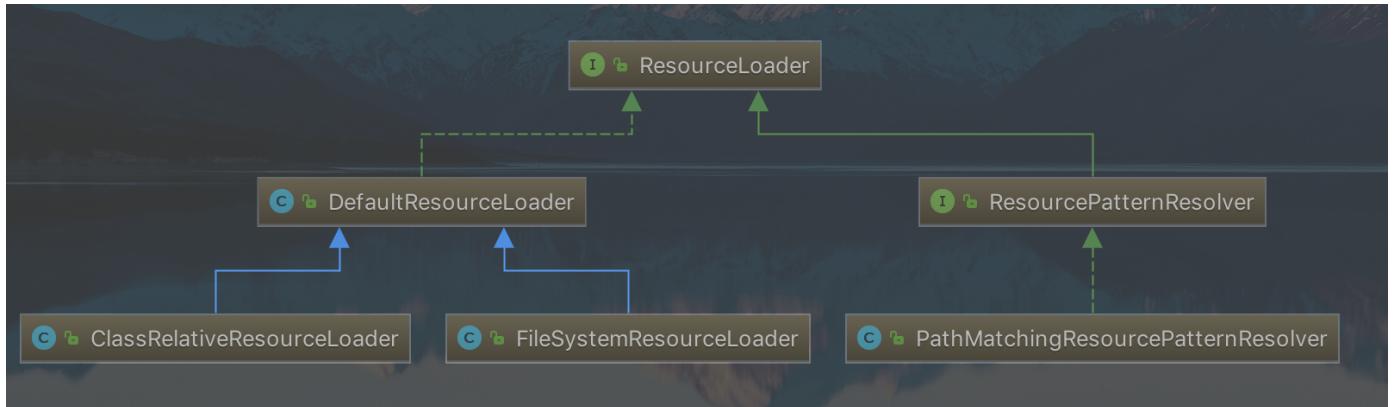 I ResourceLoader
C DefaultResourceLoader
I ResourcePatternResolver
C ClassRelativeResourceLoader
C FileSystemResourceLoader
C PathMatchingResourcePatternResolver